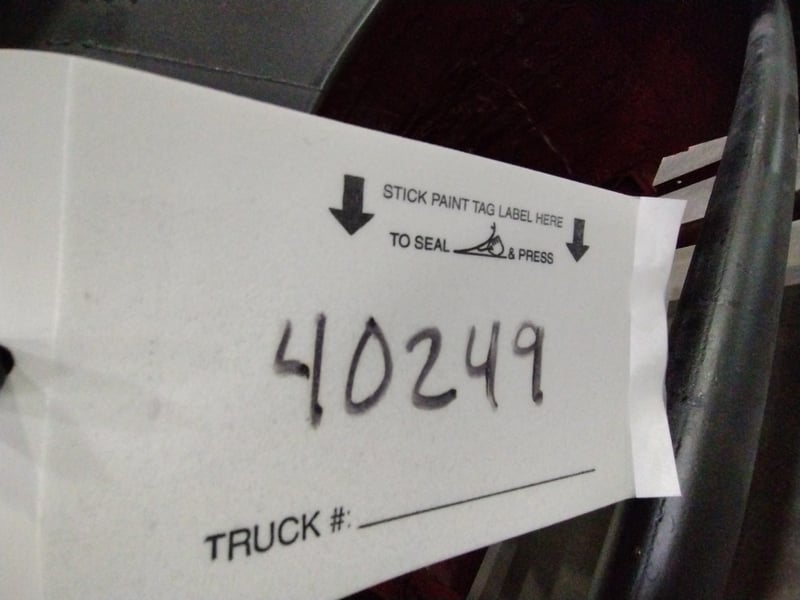 STICK PAINT TAG LABEL HERE
TO SEAL & PRESS
40249
TRUCK #: